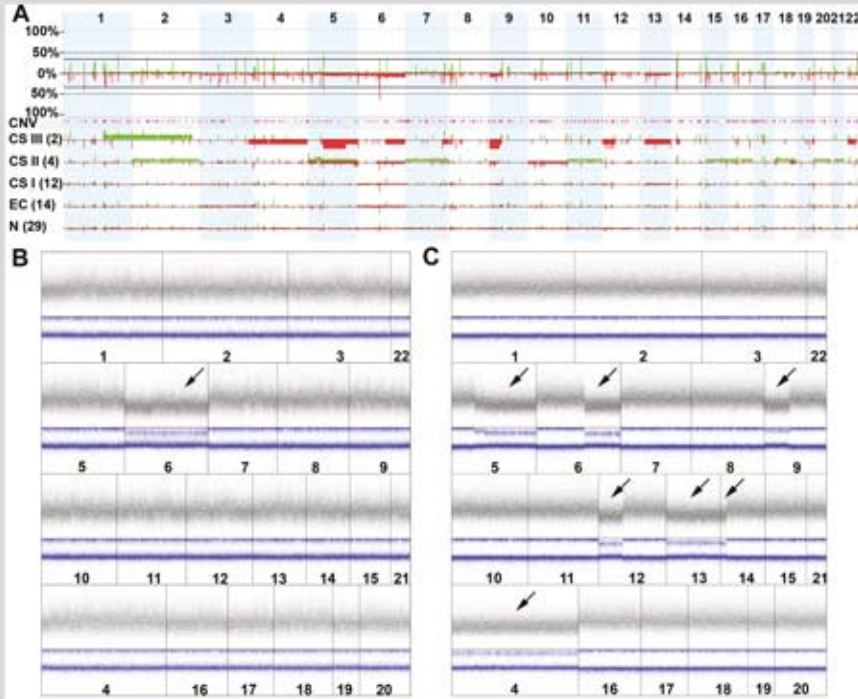 A
1 2 3 4 5 6 7 8 9 10 11 12 13 14 15 16 17 18 19 20 21 22
100%
50%
0%
50%
100%
CNV
CS III (2)
CS II (4)
CS I (12)
EC (14)
N (29)
B
1 2 3 22
5 6 7 8 9
10 11 12 13 14 15 21
4 16 17 18 19 20
C
1 2 3 22
5 6 7 8 9
10 11 12 13 14 15 21
4 16 17 18 19 20